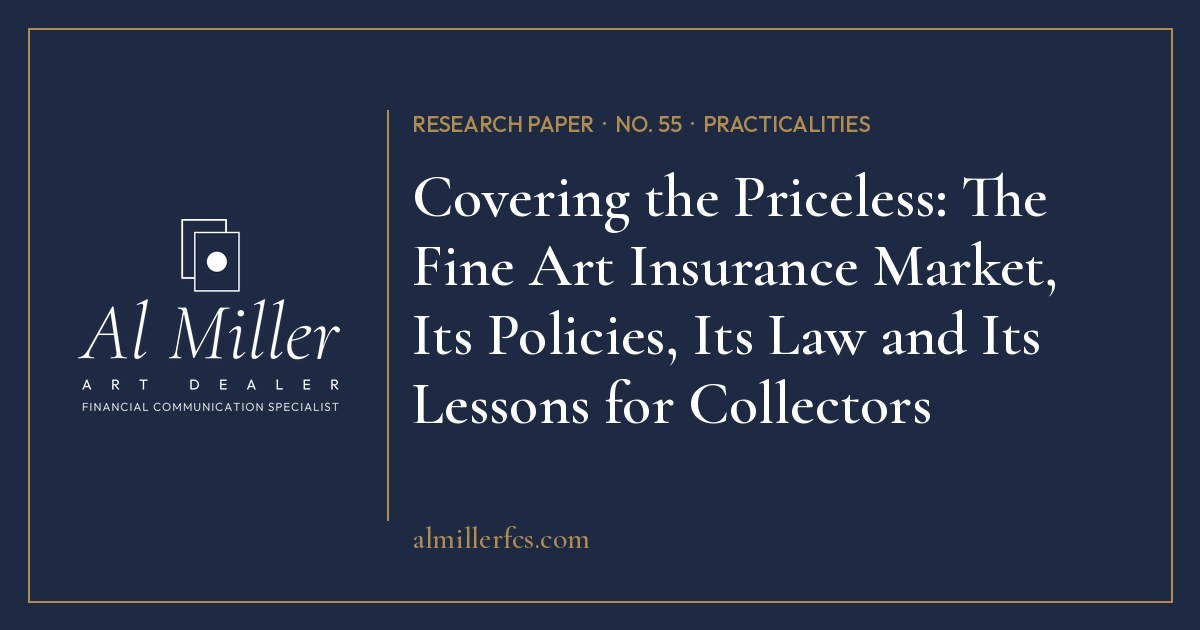 Al Miller
ART DEALER
FINANCIAL COMMUNICATION SPECIALIST
RESEARCH PAPER · NO. 55 · PRACTICALITIES
Covering the Priceless: The
Fine Art Insurance Market,
Its Policies, Its Law and Its
Lessons for Collectors
almillerfcs.com